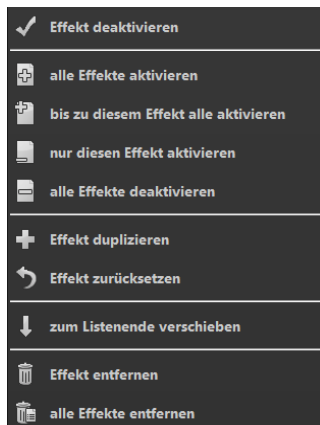 Effekt deaktivieren
alle Effekte aktivieren
bis zu diesem Effekt alle aktivieren
nur diesen Effekt aktivieren
alle Effekte deaktivieren
Effekt duplizieren
Effekt zurücksetzen
zum Listenende verschieben
Effekt entfernen
alle Effekte entfernen